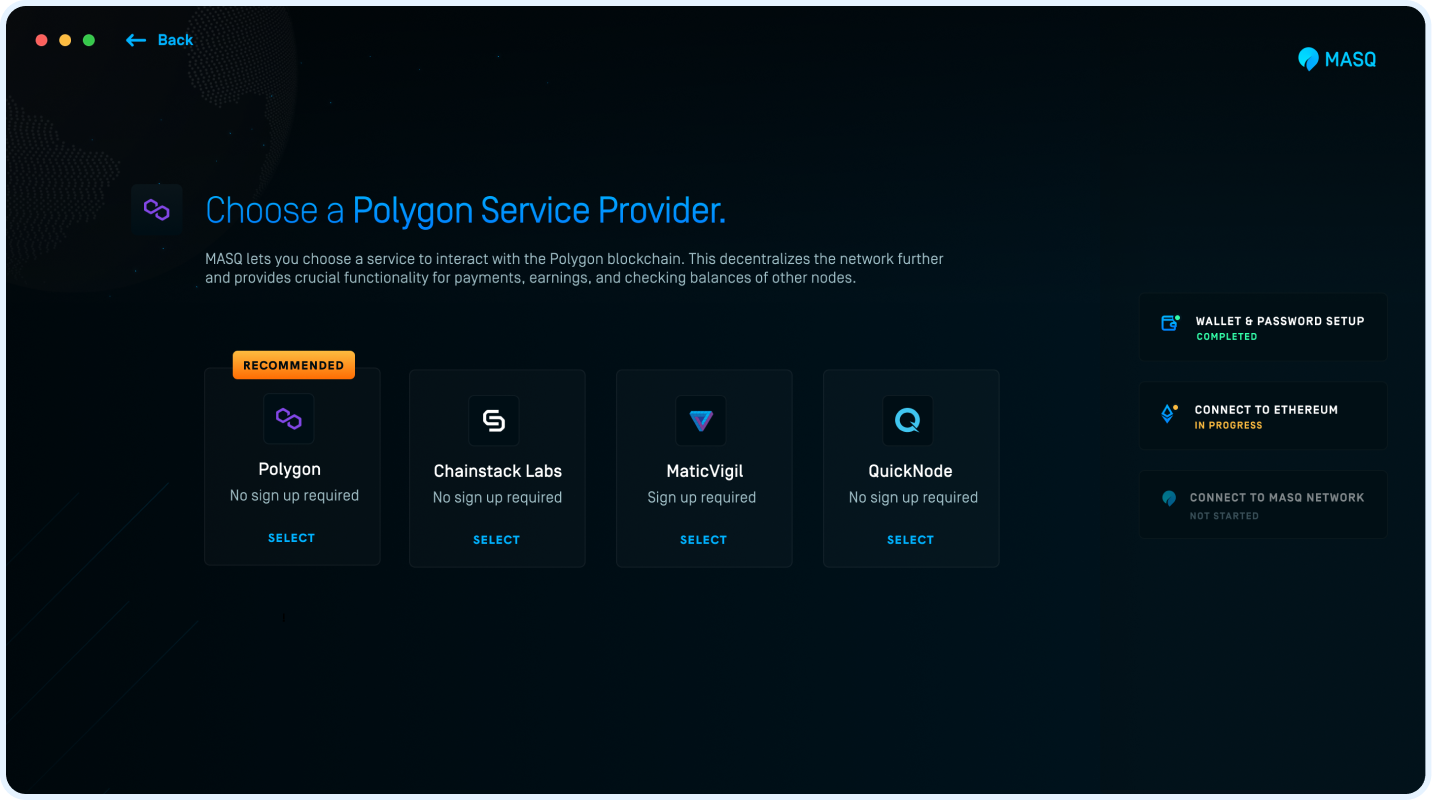 Back
MASQ
Choose a Polygon Service Provider.
MASQ lets you choose a service to interact with the Polygon blockchain. This decentralizes the network further
and provides crucial functionality for payments, earnings, and checking balances of other nodes.
RECOMMENDED
Polygon
No sign up required
SELECT
Chainstack Labs
No sign up required
SELECT
MaticVigil
Sign up required
SELECT
QuickNode
No sign up required
SELECT
WALLET & PASSWORD SETUP
COMPLETED
CONNECT TO ETHEREUM
IN PROGRESS
CONNECT TO MASQ NETWORK
NOT STARTED